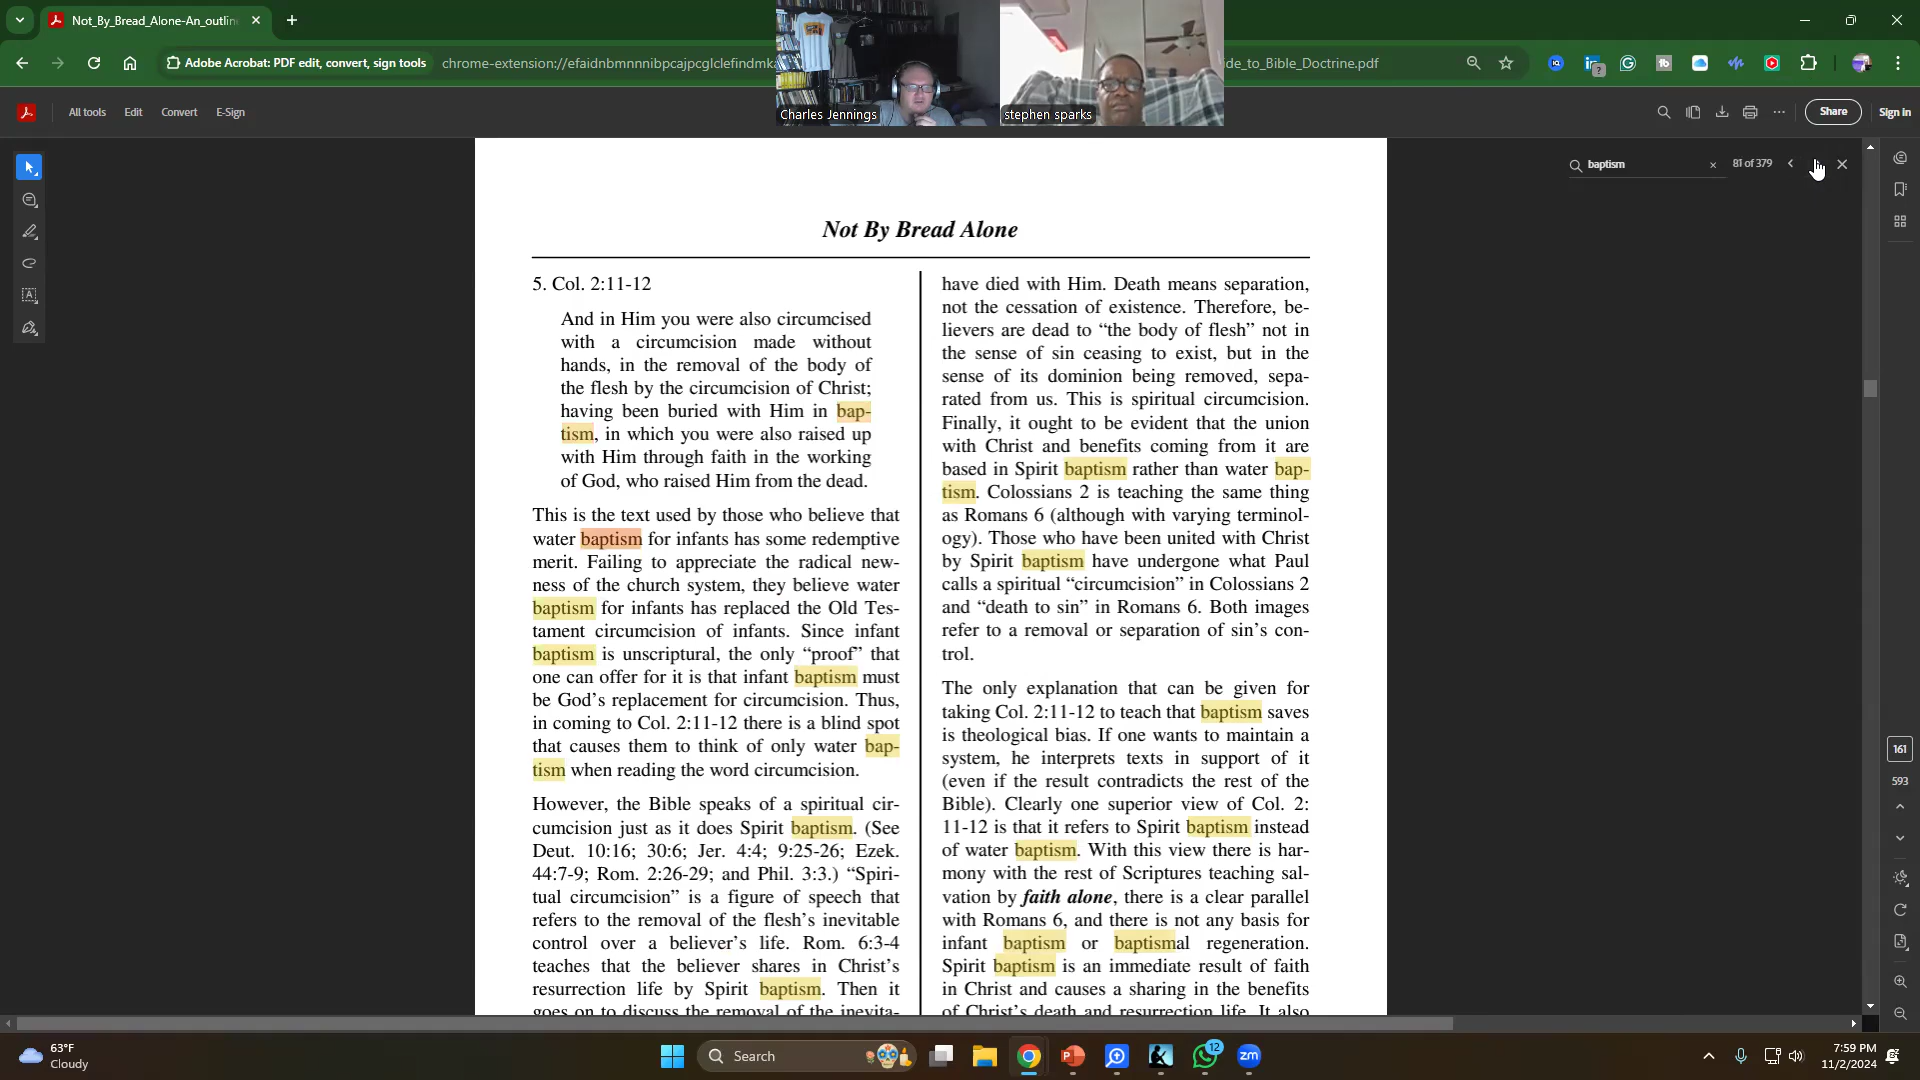 Not_By_Bread_Alone-An_outlin
Adobe Acrobat: PDF edit, convert, sign tools
chrome-extension://efaidnbmnnnibpcajpcglclefindmk
de_to_Bible_Doctrine.pdf
Charles Jennings
stephen sparks
All tools
Edit
Convert
E-Sign
Share
Sign in
baptism
81 of 379
Not By Bread Alone
5. Col. 2:11-12
And in Him you were also circumcised
with a circumcision made without
hands, in the removal of the body of
the flesh by the circumcision of Christ;
having been buried with Him in bap-
tism, in which you were also raised up
with Him through faith in the working
of God, who raised Him from the dead.
This is the text used by those who believe that
water baptism for infants has some redemptive
merit. Failing to appreciate the radical new-
ness of the church system, they believe water
baptism for infants has replaced the Old Tes-
tament circumcision of infants. Since infant
baptism is unscriptural, the only “proof” that
one can offer for it is that infant baptism must
be God’s replacement for circumcision. Thus,
in coming to Col. 2:11-12 there is a blind spot
that causes them to think of only water bap-
tism when reading the word circumcision.
However, the Bible speaks of a spiritual cir-
cumcision just as it does Spirit baptism. (See
Deut. 10:16; 30:6; Jer. 4:4; 9:25-26; Ezek.
44:7-9; Rom. 2:26-29; and Phil. 3:3.) “Spiri-
tual circumcision” is a figure of speech that
refers to the removal of the flesh’s inevitable
control over a believer’s life. Rom. 6:3-4
teaches that the believer shares in Christ’s
resurrection life by Spirit baptism. Then it
goes on to discuss the removal of the inevita-
have died with Him. Death means separation,
not the cessation of existence. Therefore, be-
lievers are dead to “the body of flesh” not in
the sense of sin ceasing to exist, but in the
sense of its dominion being removed, sepa-
rated from us. This is spiritual circumcision.
Finally, it ought to be evident that the union
with Christ and benefits coming from it are
based in Spirit baptism rather than water bap-
tism. Colossians 2 is teaching the same thing
as Romans 6 (although with varying terminol-
ogy). Those who have been united with Christ
by Spirit baptism have undergone what Paul
calls a spiritual “circumcision” in Colossians 2
and “death to sin” in Romans 6. Both images
refer to a removal or separation of sin’s con-
trol.
The only explanation that can be given for
taking Col. 2:11-12 to teach that baptism saves
is theological bias. If one wants to maintain a
system, he interprets texts in support of it
(even if the result contradicts the rest of the
Bible). Clearly one superior view of Col. 2:
11-12 is that it refers to Spirit baptism instead
of water baptism. With this view there is har-
mony with the rest of Scriptures teaching sal-
vation by faith alone, there is a clear parallel
with Romans 6, and there is not any basis for
infant baptism or baptismal regeneration.
Spirit baptism is an immediate result of faith
in Christ and causes a sharing in the benefits
of Christ’s death and resurrection life. It also
161
593
63°F
Cloudy
Search
12
zm
7:59 PM
11/2/2024